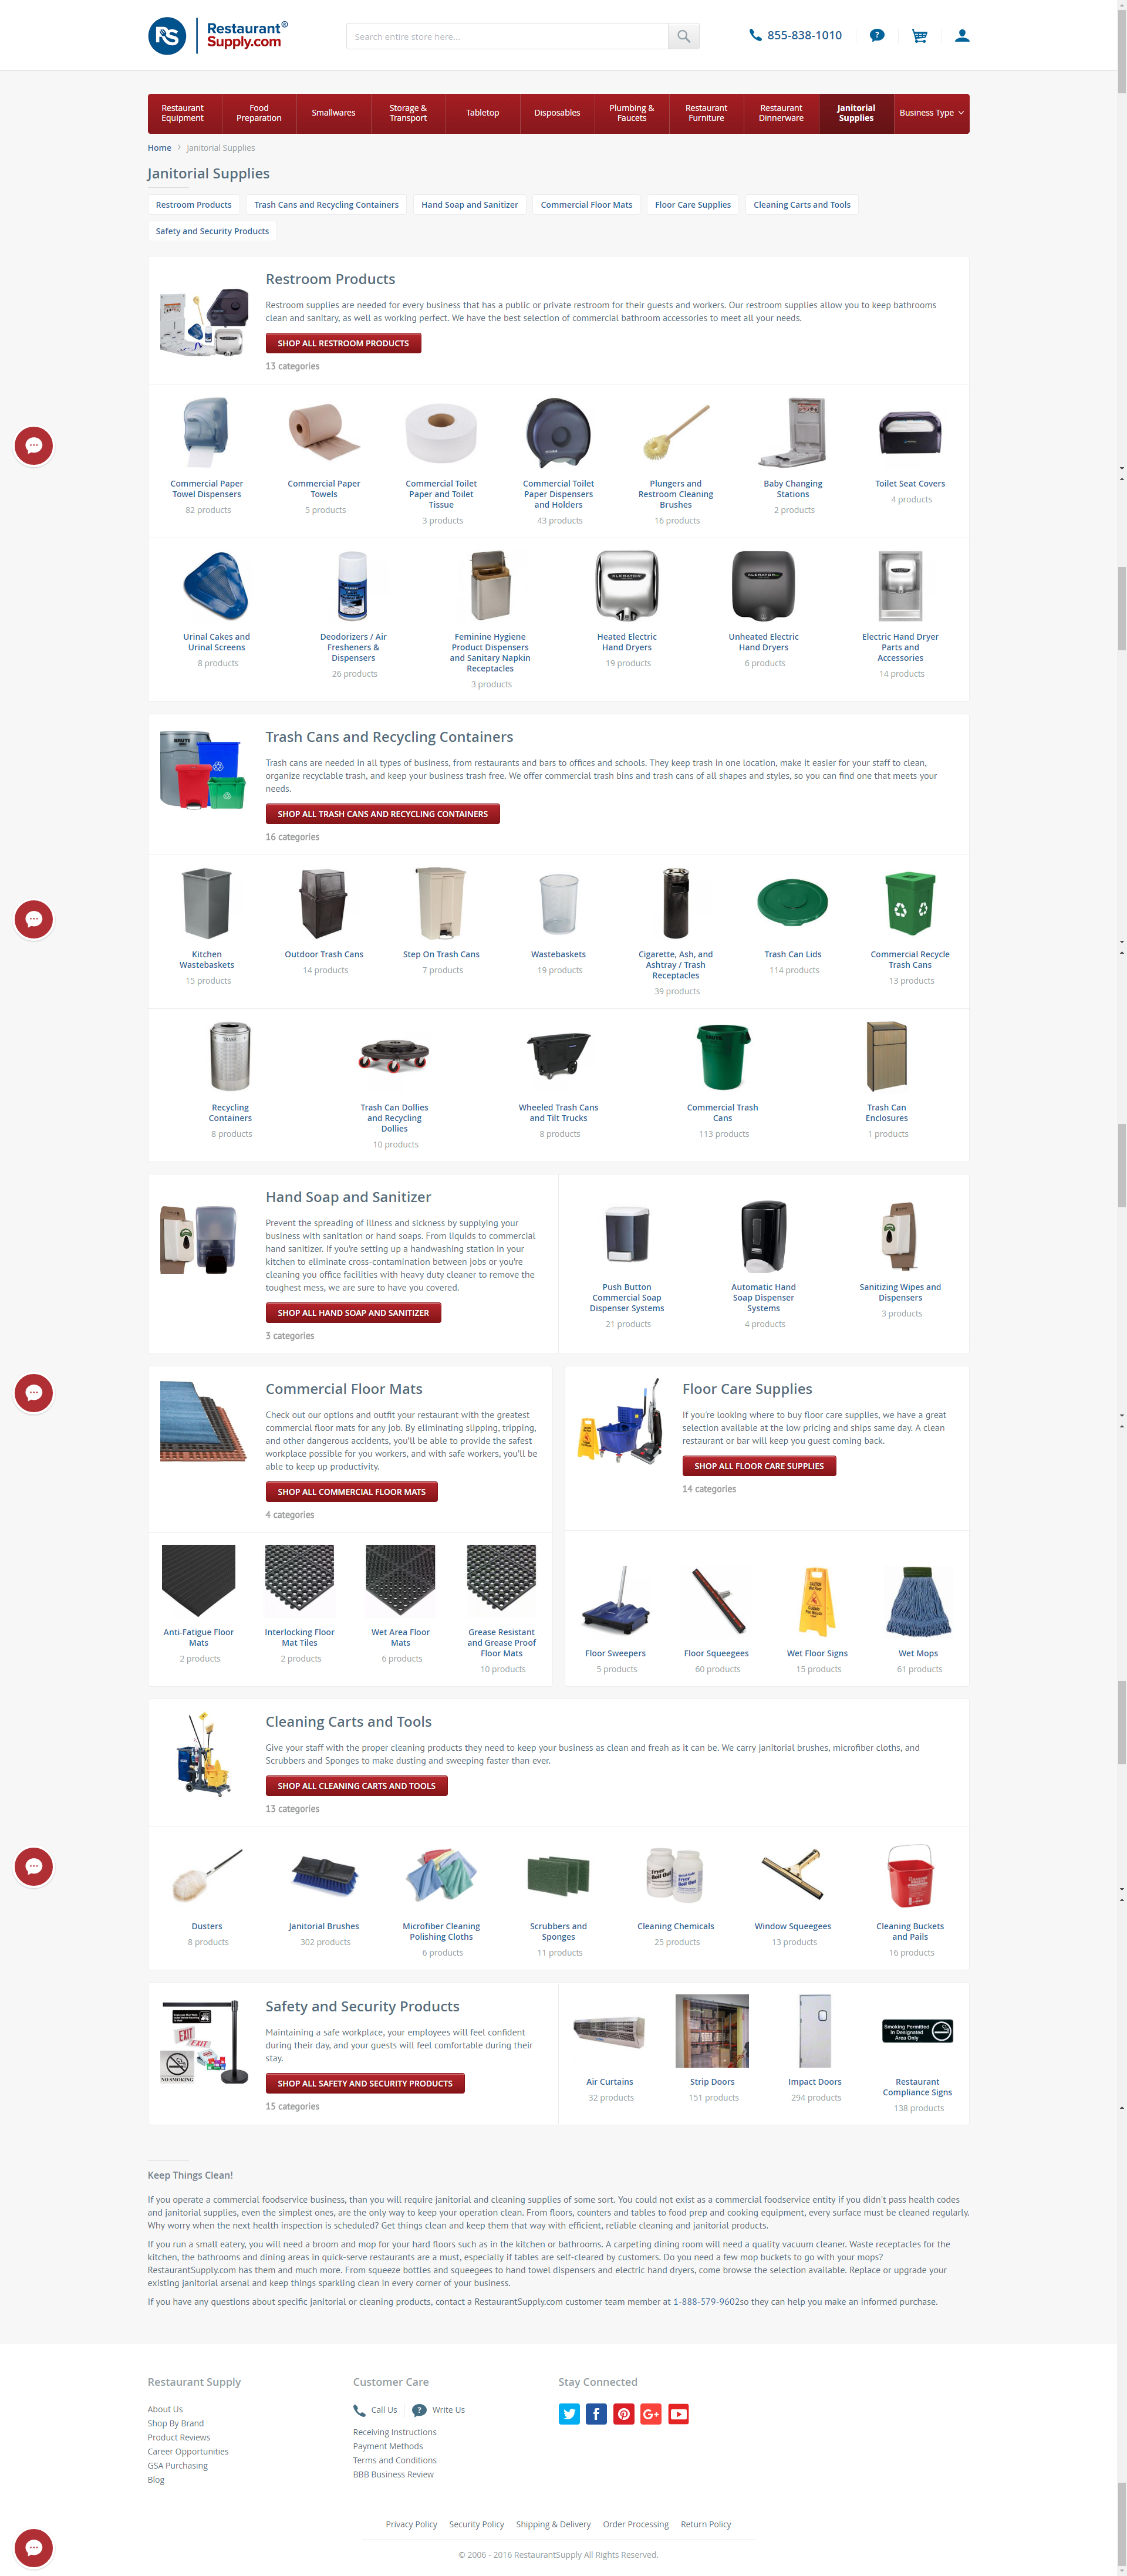 Restaurant®
Supply.com
RS
Search entire store here...
855-838-1010
Restaurant Equipment
Food Preparation
Smallwares
Storage & Transport
Tabletop
Disposables
Plumbing & Faucets
Restaurant Furniture
Restaurant Dinnerware
Janitorial Supplies
Business Type
Home > Janitorial Supplies
Janitorial Supplies
Restroom Products
Trash Cans and Recycling Containers
Hand Soap and Sanitizer
Commercial Floor Mats
Floor Care Supplies
Cleaning Carts and Tools
Safety and Security Products
Restroom Products
Restroom supplies are needed for every business that has a public or private restroom for their guests and workers. Our restroom supplies allow you to keep bathrooms
clean and sanitary, as well as working perfect. We have the best selection of commercial bathroom accessories to meet all your needs.
SHOP ALL RESTROOM PRODUCTS
13 categories
Commercial Paper
Towel Dispensers
82 products
Commercial Paper
Towels
5 products
Commercial Toilet
Paper and Toilet
Tissue
3 products
Commercial Toilet
Paper Dispensers
and Holders
43 products
Plungers and
Restroom Cleaning
Brushes
16 products
Baby Changing
Stations
2 products
Toilet Seat Covers
4 products
Urinal Cakes and
Urinal Screens
8 products
Deodorizers / Air
Fresheners &
Dispensers
26 products
Feminine Hygiene
Product Dispensers
and Sanitary Napkin
Receptacles
3 products
Heated Electric
Hand Dryers
19 products
Unheated Electric
Hand Dryers
6 products
Electric Hand Dryer
Parts and
Accessories
14 products
Trash Cans and Recycling Containers
Trash cans are needed in all types of business, from restaurants and bars to offices and schools. They keep trash in one location, make it easier for your staff to clean,
organize recyclable trash, and keep your business trash free. We offer commercial trash bins and trash cans of all shapes and styles, so you can find one that meets your
needs.
SHOP ALL TRASH CANS AND RECYCLING CONTAINERS
16 categories
Kitchen
Wastebaskets
15 products
Outdoor Trash Cans
14 products
Step On Trash Cans
7 products
Wastebaskets
19 products
Cigarette, Ash, and
Ashtray / Trash
Receptacles
39 products
Trash Can Lids
114 products
Commercial Recycle
Trash Cans
13 products
Recycling
Containers
8 products
Trash Can Dollies
and Recycling
Dollies
10 products
Wheeled Trash Cans
and Tilt Trucks
8 products
Commercial Trash
Cans
113 products
Trash Can
Enclosures
1 products
Hand Soap and Sanitizer
Prevent the spreading of illness and sickness by supplying your
business with sanitation or hand soaps. From liquids to commercial
hand sanitizer. If you're setting up a handwashing station in your
kitchen to eliminate cross-contamination between jobs or you're
cleaning you office facilities with heavy duty cleaner to remove the
toughest mess, we are sure to have you covered.
SHOP ALL HAND SOAP AND SANITIZER
3 categories
Push Button
Commercial Soap
Dispenser Systems
21 products
Automatic Hand
Soap Dispenser
Systems
4 products
Sanitizing Wipes and
Dispensers
3 products
Commercial Floor Mats
Check out our options and outfit your restaurant with the greatest
commercial floor mats for any job. By eliminating slipping, tripping,
and other dangerous accidents, you'll be able to provide the safest
workplace possible for you workers, and with safe workers, you'll be
able to keep up productivity.
SHOP ALL COMMERCIAL FLOOR MATS
4 categories
Anti-Fatigue Floor
Mats
2 products
Interlocking Floor
Mat Tiles
2 products
Wet Area Floor
Mats
6 products
Grease Resistant
and Grease Proof
Floor Mats
10 products
Floor Care Supplies
If you're looking where to buy floor care supplies, we have a great
selection available at the low pricing and ships same day. A clean
restaurant or bar will keep you guest coming back.
SHOP ALL FLOOR CARE SUPPLIES
14 categories
Floor Sweepers
5 products
Floor Squeegees
60 products
Wet Floor Signs
15 products
Wet Mops
61 products
Cleaning Carts and Tools
Give your staff with the proper cleaning products they need to keep your business as clean and freah as it can be. We carry janitorial brushes, microfiber cloths, and
Scrubbers and Sponges to make dusting and sweeping faster than ever.
SHOP ALL CLEANING CARTS AND TOOLS
13 categories
Dusters
8 products
Janitorial Brushes
302 products
Microfiber Cleaning
Polishing Cloths
6 products
Scrubbers and
Sponges
11 products
Cleaning Chemicals
25 products
Window Squeegees
13 products
Cleaning Buckets
and Pails
16 products
Safety and Security Products
Maintaining a safe workplace, your employees will feel confident
during their day, and your guests will feel comfortable during their
stay.
SHOP ALL SAFETY AND SECURITY PRODUCTS
15 categories
EXIT
NO SMOKING
Air Curtains
32 products
Strip Doors
151 products
Impact Doors
294 products
Smoking Permitted
In Designated
Area Only
Restaurant
Compliance Signs
138 products
Keep Things Clean!
If you operate a commercial foodservice business, than you will require janitorial and cleaning supplies of some sort. You could not exist as a commercial foodservice entity if you didn't pass health codes
and janitorial supplies, even the simplest ones, are the only way to keep your operation clean. From floors, counters and tables to food prep and cooking equipment, every surface must be cleaned regularly.
Why worry when the next health inspection is scheduled? Get things clean and keep them that way with efficient, reliable cleaning and janitorial products.
If you run a small eatery, you will need a broom and mop for your hard floors such as in the kitchen or bathrooms. A carpeting dining room will need a quality vacuum cleaner. Waste receptacles for the
kitchen, the bathrooms and dining areas in quick-serve restaurants are a must, especially if tables are self-cleared by customers. Do you need a few mop buckets to go with your mops?
RestaurantSupply.com has them and much more. From squeeze bottles and squeegees to hand towel dispensers and electric hand dryers, come browse the selection available. Replace or upgrade your
existing janitorial arsenal and keep things sparkling clean in every corner of your business.
If you have any questions about specific janitorial or cleaning products, contact a RestaurantSupply.com customer team member at 1-888-579-9602so they can help you make an informed purchase.
Restaurant Supply
About Us
Shop By Brand
Product Reviews
Career Opportunities
GSA Purchasing
Blog
Customer Care
Call Us
Write Us
Receiving Instructions
Payment Methods
Terms and Conditions
BBB Business Review
Stay Connected
Privacy Policy
Security Policy
Shipping & Delivery
Order Processing
Return Policy
© 2006 - 2016 RestaurantSupply All Rights Reserved.